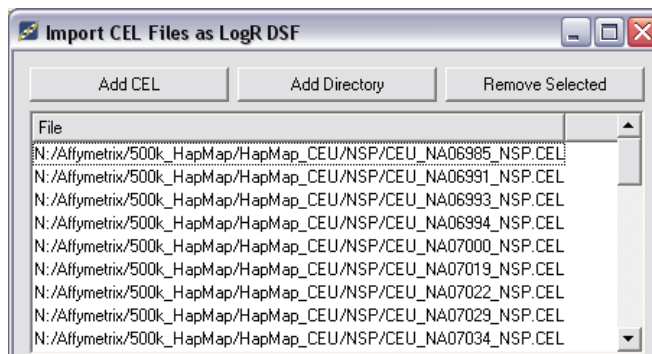 Import CEL Files as LogR DSF
Add CEL Add Directory Remove Selected
File
N:/Affymetrix/500k_HapMap/HapMap_CEU/NSP/CEU_NA06985_NSP.CEL
N:/Affymetrix/500k_HapMap/HapMap_CEU/NSP/CEU_NA06991_NSP.CEL
N:/Affymetrix/500k_HapMap/HapMap_CEU/NSP/CEU_NA06993_NSP.CEL
N:/Affymetrix/500k_HapMap/HapMap_CEU/NSP/CEU_NA06994_NSP.CEL
N:/Affymetrix/500k_HapMap/HapMap_CEU/NSP/CEU_NA07000_NSP.CEL
N:/Affymetrix/500k_HapMap/HapMap_CEU/NSP/CEU_NA07019_NSP.CEL
N:/Affymetrix/500k_HapMap/HapMap_CEU/NSP/CEU_NA07022_NSP.CEL
N:/Affymetrix/500k_HapMap/HapMap_CEU/NSP/CEU_NA07029_NSP.CEL
N:/Affymetrix/500k_HapMap/HapMap_CEU/NSP/CEU_NA07034_NSP.CEL